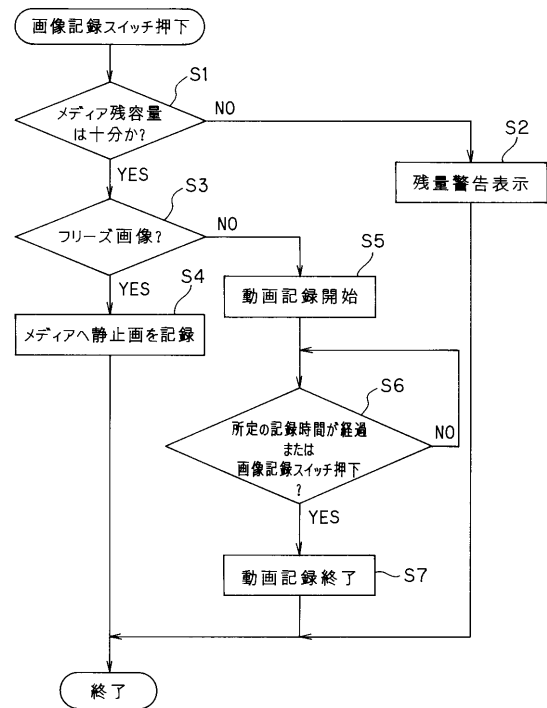 画像記録スイッチ押下
S1
メディア残容量
は十分か?
NO
YES
S2
残量警告表示
S3
フリーズ画像?
NO
YES
S4
メディアへ静止画を記録
S5
動画記録開始
S6
所定の記録時間が経過
または
画像記録スイッチ押下
?
NO
YES
動画記録終了
S7
終了